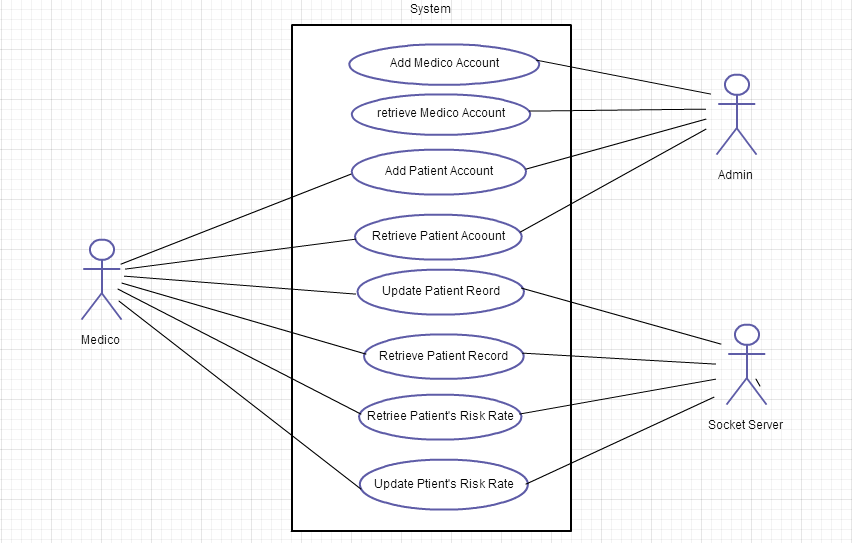 System
Add Medico Account
retrieve Medico Account
Add Patient Account
Admin
Retrieve Patient Account
Update Patient Reord
Medico
Retrieve Patient Record
Retriee Patient's Risk Rate
Socket Server
Update Ptient's Risk Rate